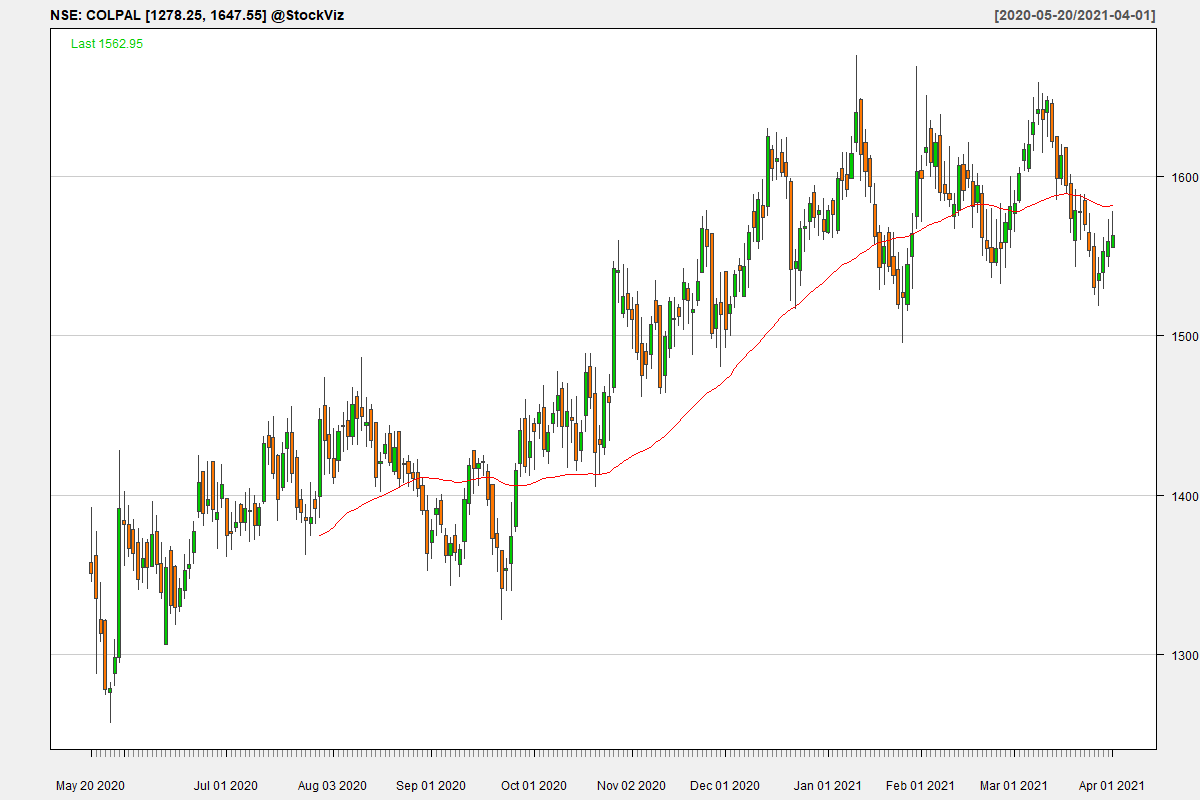 NSE: COLPAL [1278.25, 1647.55] @StockViz
[2020-05-20/2021-04-01]
Last 1562.95
1600
1500
1400
1300
May 20 2020 Jul 01 2020 Aug 03 2020 Sep 01 2020 Oct 01 2020 Nov 02 2020 Dec 01 2020 Jan 01 2021 Feb 01 2021 Mar 01 2021 Apr 01 2021